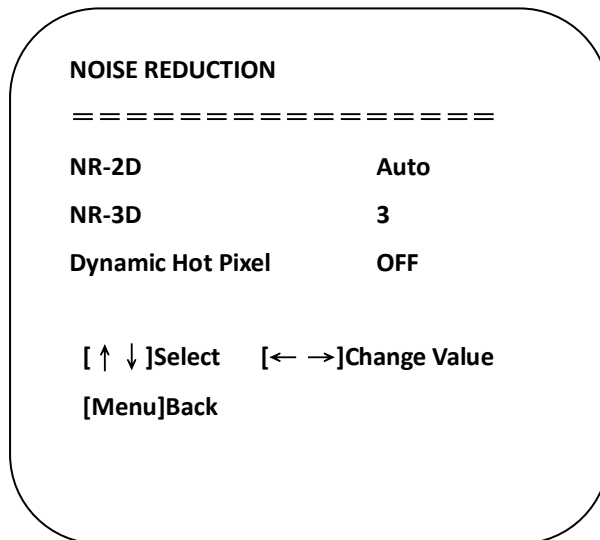 NOISE REDUCTION
================
NR-2D Auto
NR-3D 3
Dynamic Hot Pixel OFF
[ ↑ ↓ ]Select [← →]Change Value
[Menu]Back